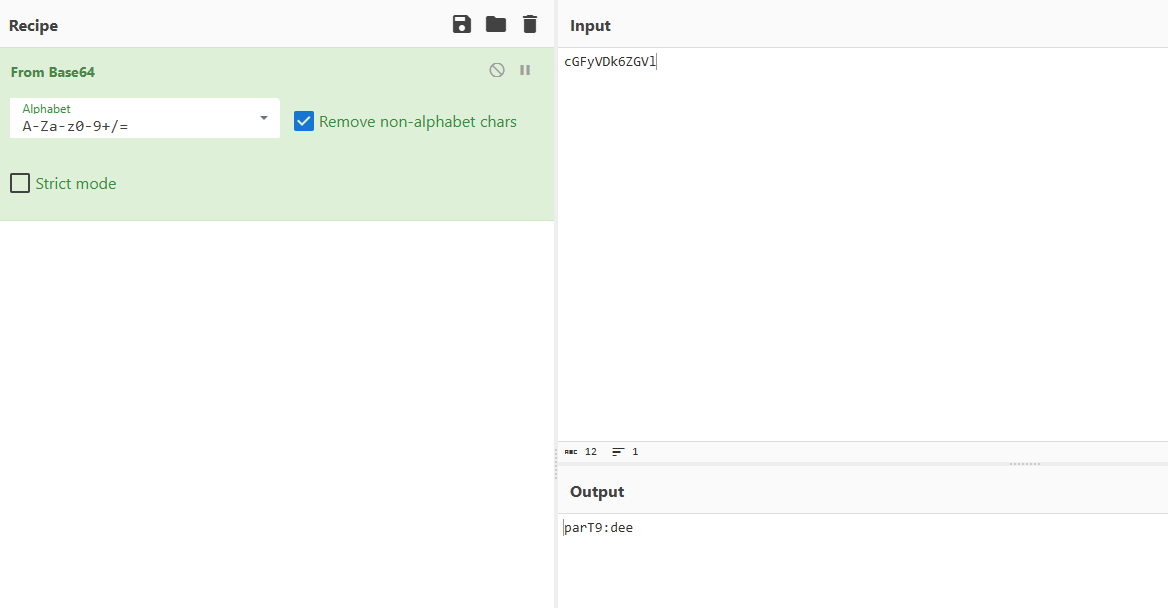 Recipe
From Base64
Alphabet
A-Za-z0-9+/=
Remove non-alphabet chars
Strict mode
Input
cGFyVDk6ZGVl
ABC 12 1
Output
parT9:dee